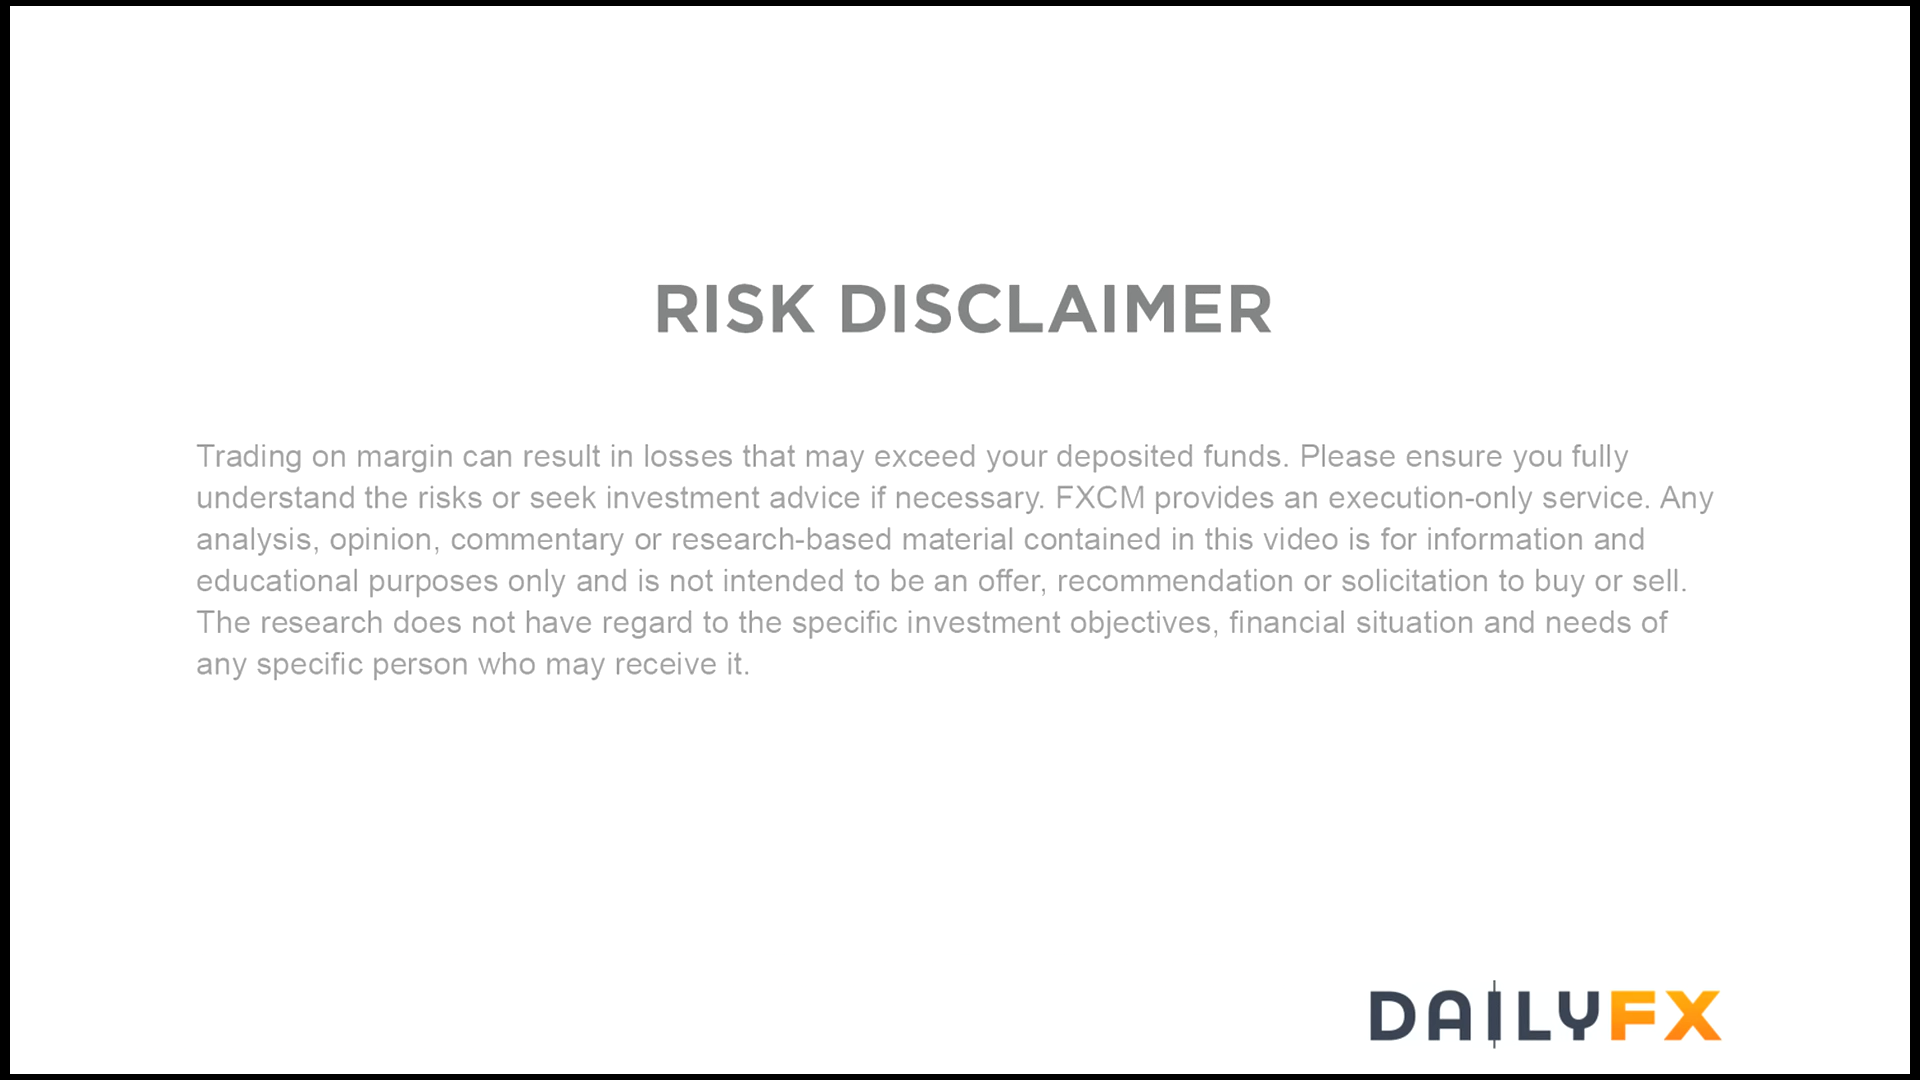 RISK DISCLAIMER
Trading on margin can result in losses that may exceed your deposited funds. Please ensure you fully
understand the risks or seek investment advice if necessary. FXCM provides an execution-only service. Any
analysis, opinion, commentary or research-based material contained in this video is for information and
educational purposes only and is not intended to be an offer, recommendation or solicitation to buy or sell.
The research does not have regard to the specific investment objectives, financial situation and needs of
any specific person who may receive it.
DAILYFX